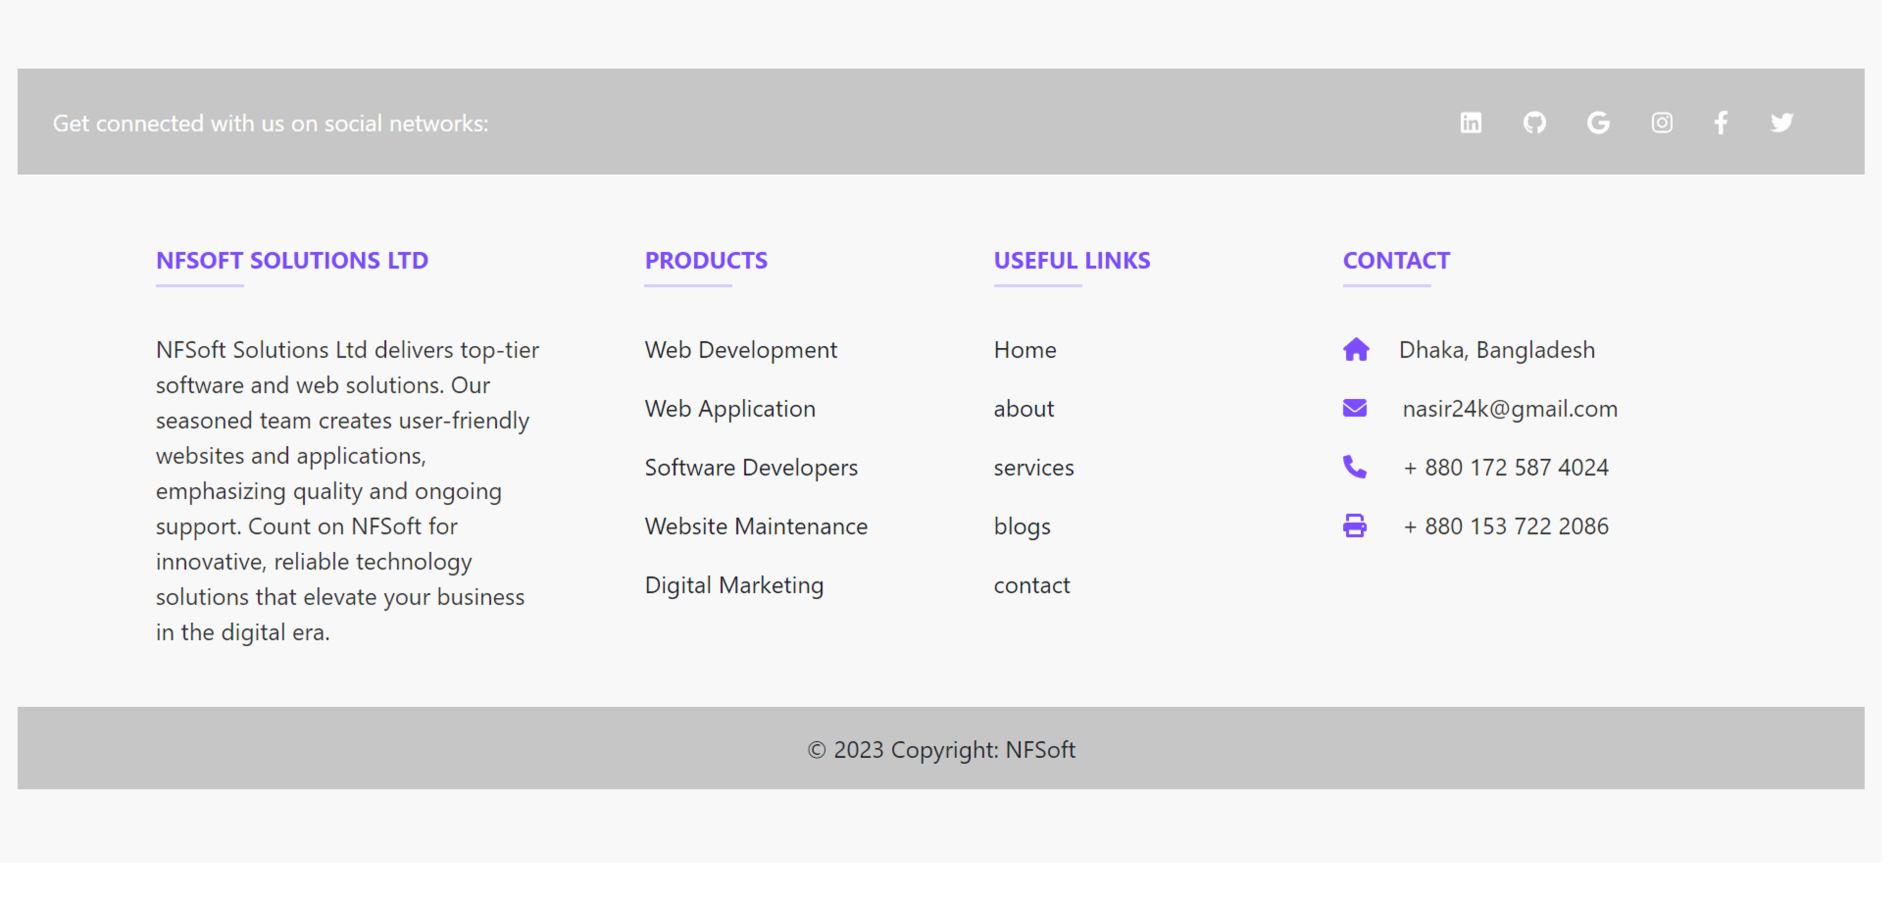 Get connected with us on social networks:
NFSOFT SOLUTIONS LTD
NFSoft Solutions Ltd delivers top-tier
software and web solutions. Our
seasoned team creates user-friendly
websites and applications,
emphasizing quality and ongoing
support. Count on NFSoft for
innovative, reliable technology
solutions that elevate your business
in the digital era.
PRODUCTS
Web Development
Web Application
Software Developers
Website Maintenance
Digital Marketing
USEFUL LINKS
Home
about
services
blogs
contact
CONTACT
Dhaka, Bangladesh
nasir24k@gmail.com
+ 880 172 587 4024
+ 880 153 722 2086
© 2023 Copyright: NFSoft